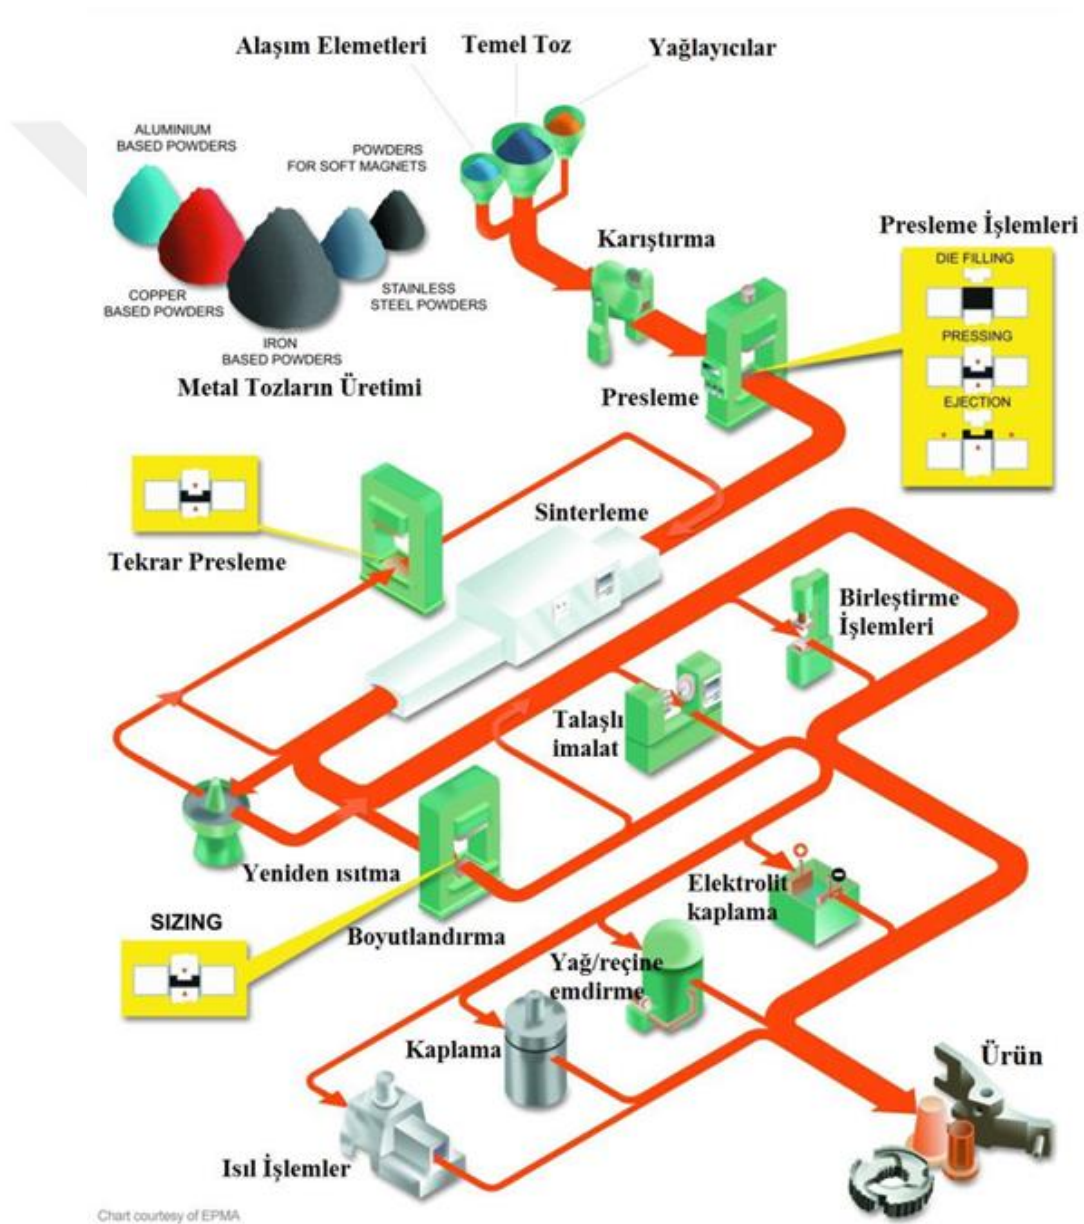 Alaşım Elemetleri
Temel Toz
Yağlayıcılar
ALUMINIUM
BASED POWDERS
POWDERS
FOR SOFT MAGNETS
COPPER
BASED POWDERS
STAINLESS
STEEL POWDERS
IRON
BASED POWDERS
Metal Tozların Üretimi
Karıştırma
Presleme İşlemleri
DIE FILLING
PRESSING
EJECTION
Presleme
Sinterleme
Tekrar Presleme
Birleştirme
İşlemleri
Talaşlı
imalat
Yeniden ısıtma
SIZING
Boyutlandırma
Elektrolit
kaplama
Yağ/reçine
emdirme
Kaplama
Ürün
Isıl İşlemler
Chart courtesy of EPMA